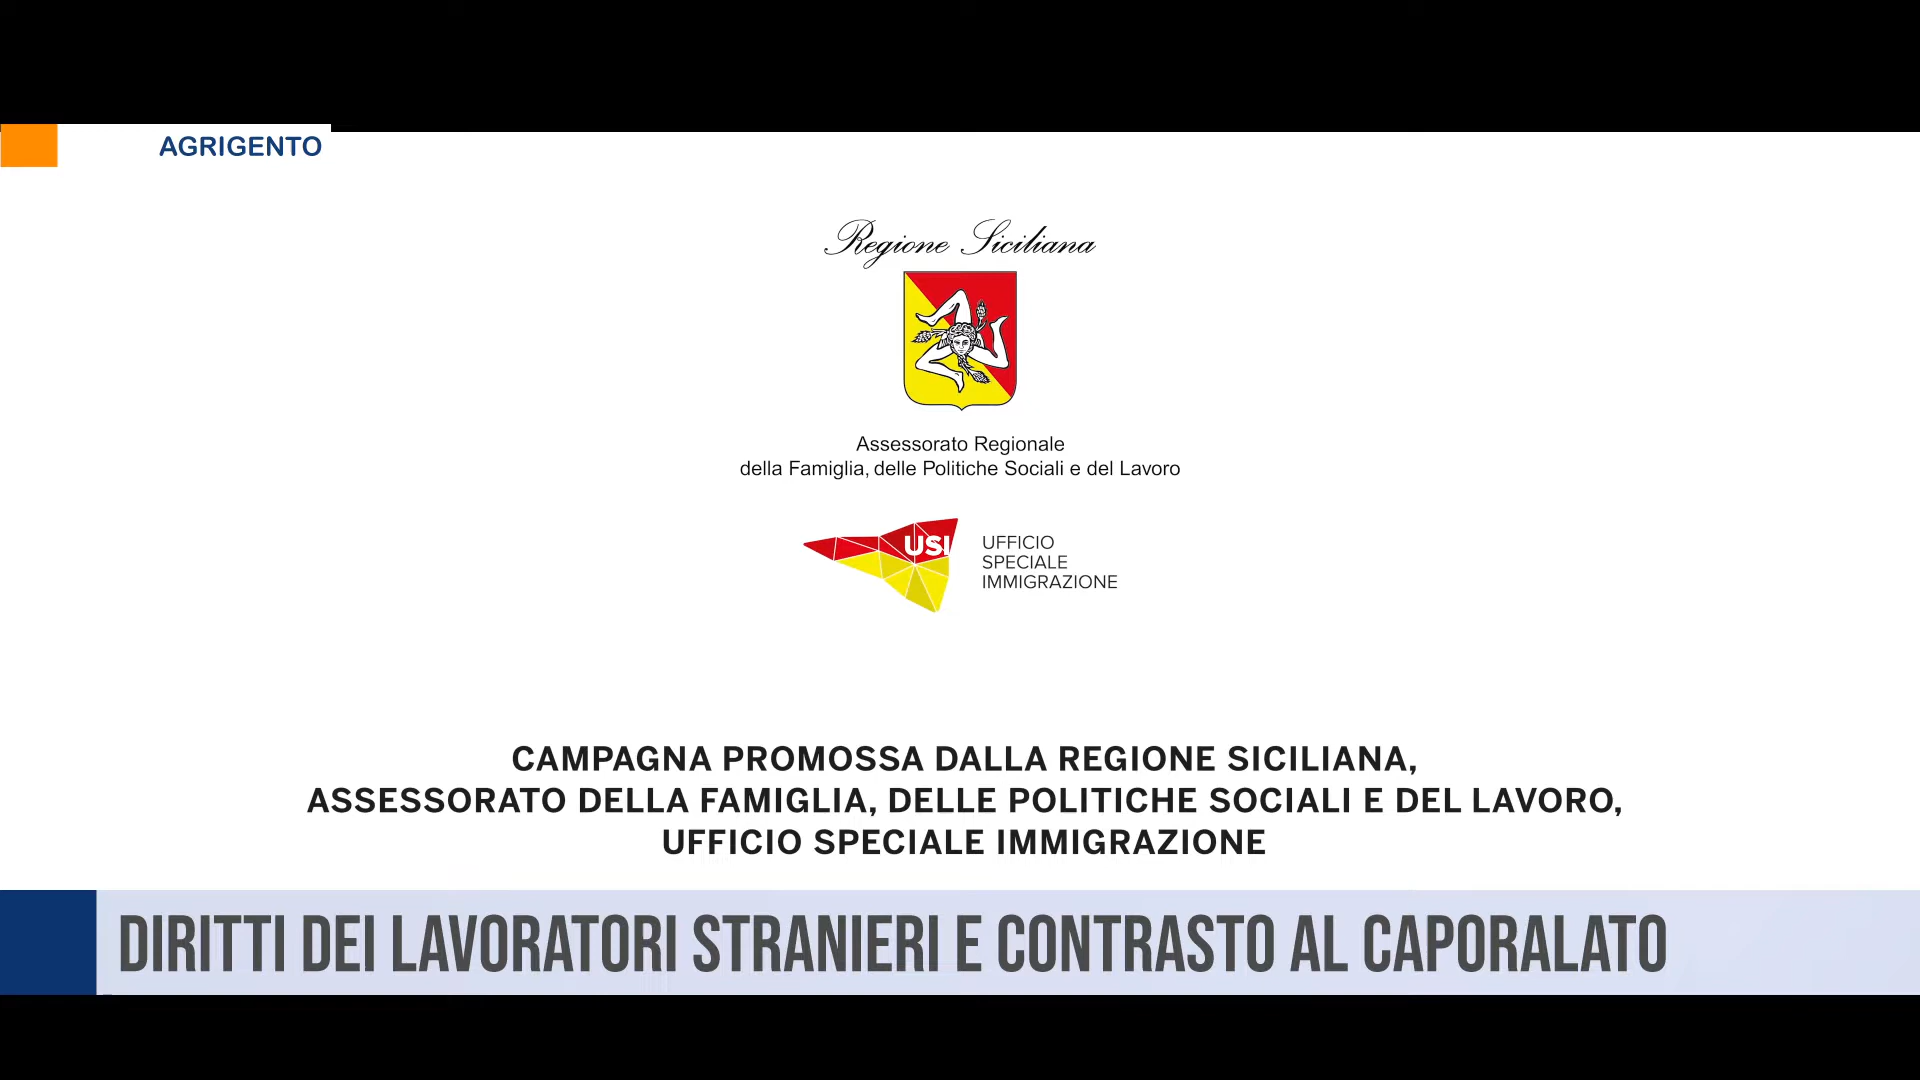 AGRIGENTO
Regione Siciliana
Assessorato Regionale
della Famiglia, delle Politiche Sociali e del Lavoro
USI
UFFICIO
SPECIALE
IMMIGRAZIONE
CAMPAGNA PROMOSSA DALLA REGIONE SICILIANA,
ASSESSORATO DELLA FAMIGLIA, DELLE POLITICHE SOCIALI E DEL LAVORO,
UFFICIO SPECIALE IMMIGRAZIONE
DIRITTI DEI LAVORATORI STRANIERI E CONTRASTO AL CAPORALATO